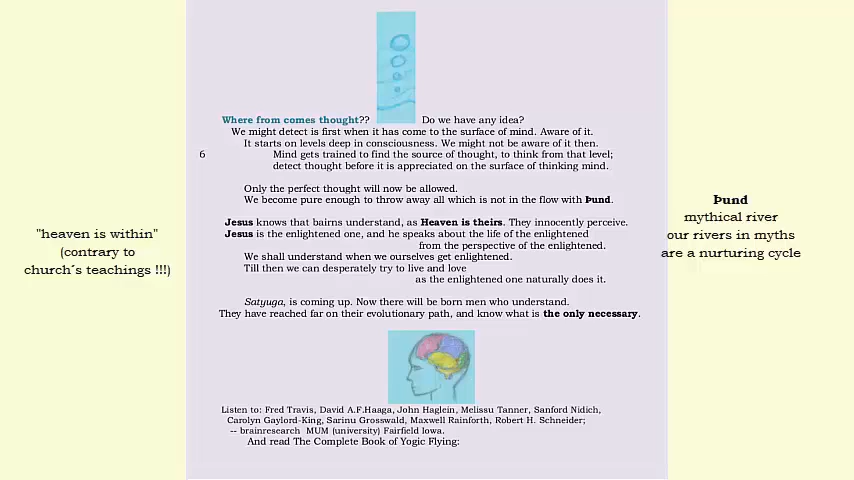 Where from comes thought?? Do we have any idea?
We might detect is first when it has come to the surface of mind. Aware of it.
It starts on levels deep in consciousness. We might not be aware of it then.
6 Mind gets trained to find the source of thought, to think from that level;
detect thought before it is appreciated on the surface of thinking mind.
Only the perfect thought will now be allowed.
We become pure enough to throw away all which is not in the flow with Þund.
Jesus knows that bairns understand, as Heaven is theirs. They innocently perceive.
Jesus is the enlightened one, and he speaks about the life of the enlightened
from the perspective of the enlightened.
We shall understand when we ourselves get enlightened.
Till then we can desperately try to live and love
as the enlightened one naturally does it.
Satyuga, is coming up. Now there will be born men who understand.
They have reached far on their evolutionary path, and know what is the only necessary.
Listen to: Fred Travis, David A.F.Haaga, John Haglein, Melissu Tanner, Sanford Nidich,
Carolyn Gaylord-King, Sarinu Grosswald, Maxwell Rainforth, Robert H. Schneider;
-- brainresearch MUM (university) Fairfield Iowa.
And read The Complete Book of Yogic Flying:
"heaven is within"
(contrary to
church´s teachings !!!)
Þund
mythical river
our rivers in myths
are a nurturing cycle